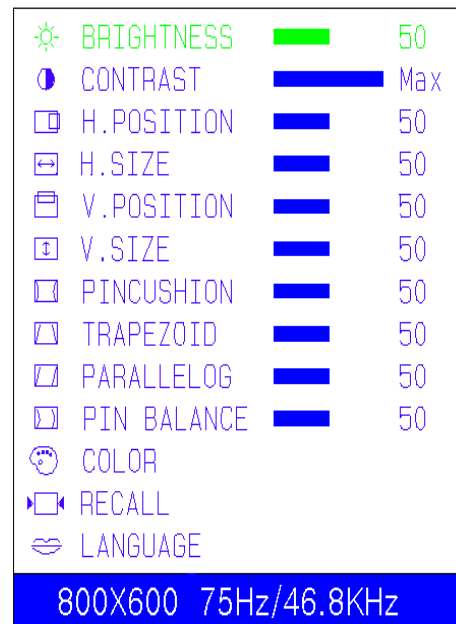 BRIGHTNESS 50
CONTRAST Max
H.POSITION 50
H.SIZE 50
V.POSITION 50
V.SIZE 50
PINCUSHION 50
TRAPEZOID 50
PARALLELOG 50
PIN BALANCE 50
COLOR
RECALL
LANGUAGE
800X600 75Hz/46.8KHz